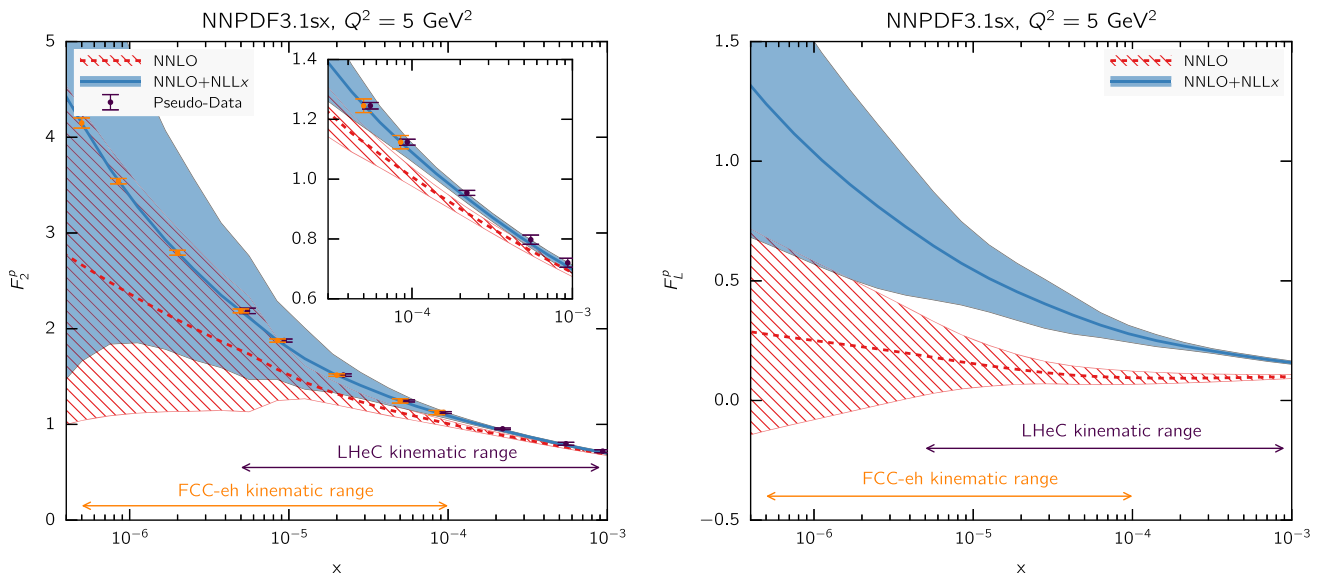 NNPDF3.1sx, Q² = 5 GeV²
5
4
3
2
1
0
F₂ᵖ
NNLO
NNLO+NLLx
Pseudo-Data
1.4
1.2
1.0
0.8
0.6
10⁻⁴
10⁻³
LHeC kinematic range
FCC-eh kinematic range
10⁻⁶
10⁻⁵
10⁻⁴
10⁻³
x
NNPDF3.1sx, Q² = 5 GeV²
1.5
1.0
0.5
0.0
−0.5
F_Lᵖ
NNLO
NNLO+NLLx
LHeC kinematic range
FCC-eh kinematic range
10⁻⁶
10⁻⁵
10⁻⁴
10⁻³
x